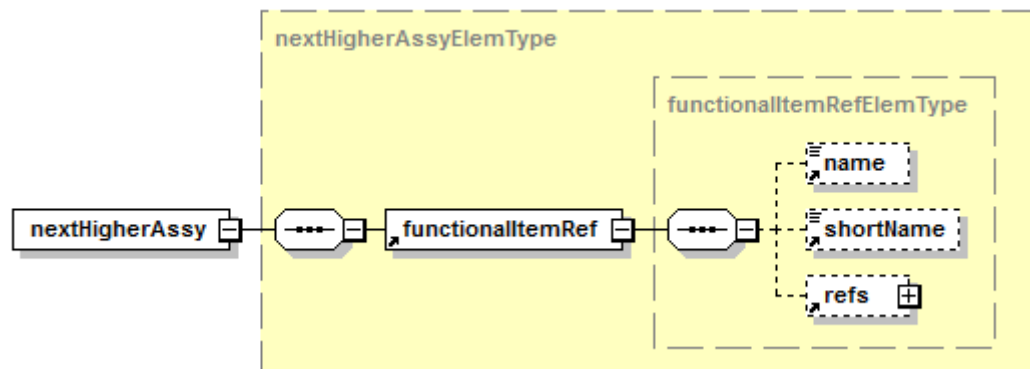 nextHigherAssyElemType
functionalItemRefElemType
name
nextHigherAssy
functionalItemRef
shortName
refs